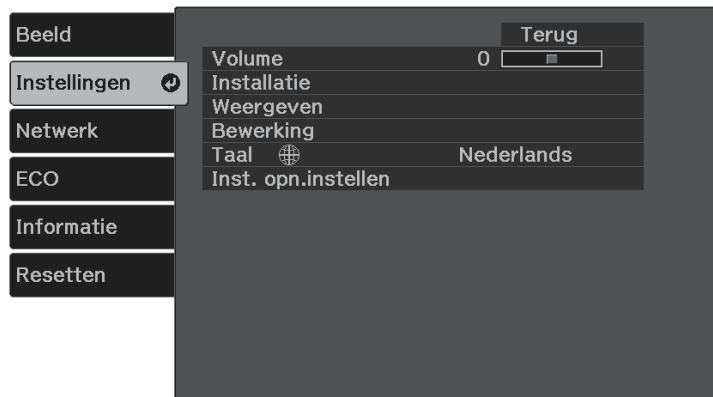 Beeld
Instellingen
Netwerk
ECO
Informatie
Resetten
Terug
Volume 0
Installatie
Weergeven
Bewerking
Taal Nederlands
Inst. opn.instellen